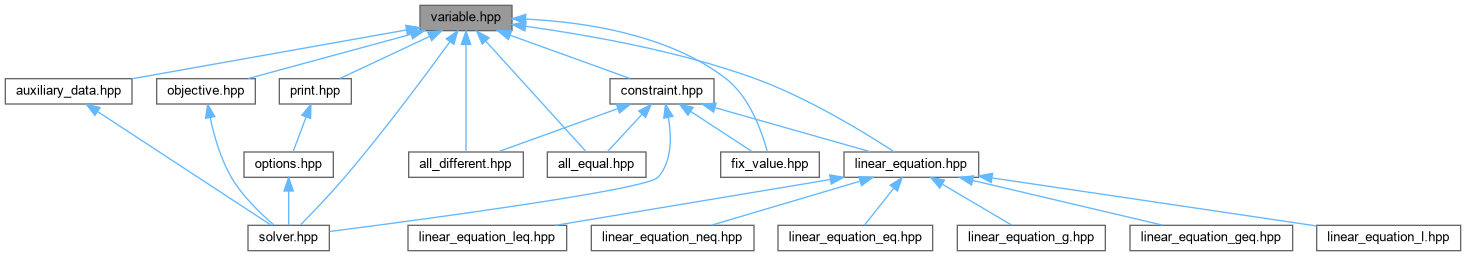 variable.hpp
auxiliary_data.hpp
objective.hpp
print.hpp
constraint.hpp
options.hpp
all_different.hpp
all_equal.hpp
fix_value.hpp
linear_equation.hpp
solver.hpp
linear_equation_leq.hpp
linear_equation_neq.hpp
linear_equation_eq.hpp
linear_equation_g.hpp
linear_equation_geq.hpp
linear_equation_l.hpp